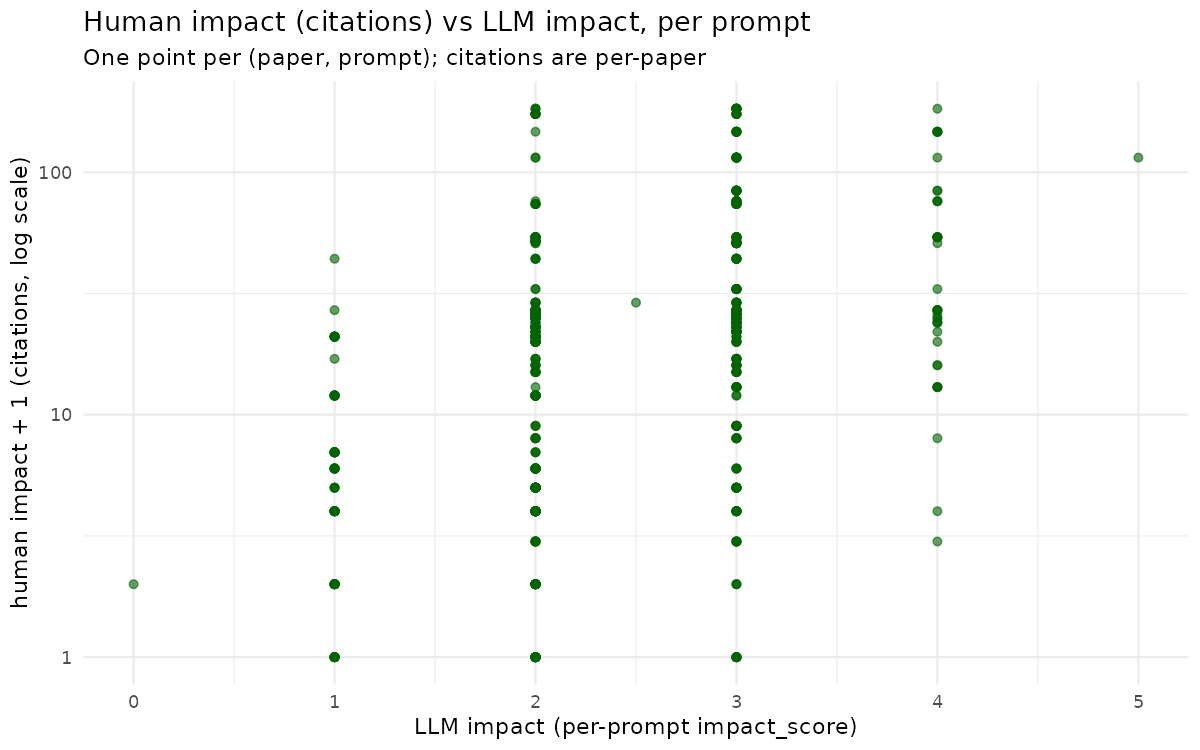 Human impact (citations) vs LLM impact, per prompt
One point per (paper, prompt); citations are per-paper
human impact + 1 (citations, log scale)
100
10
1
0 1 2 3 4 5
LLM impact (per-prompt impact_score)